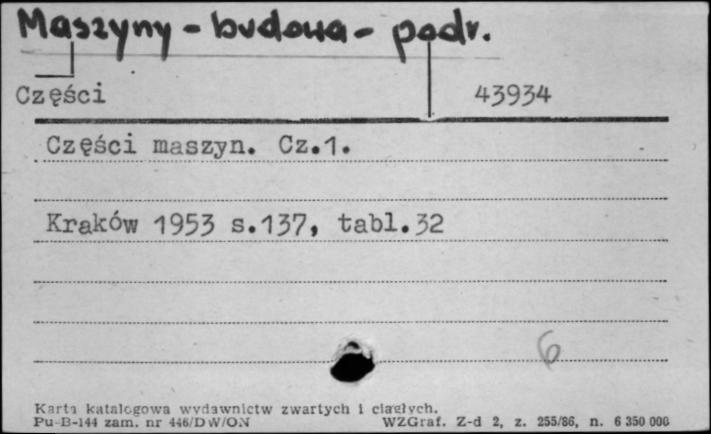 Maszyny - budowa - podr.
Części 43934
Części maszyn. Cz.1.
Kraków 1953 s.137, tabl.32
6
Karta katalogowa wydawnictw zwartych i ciągłych.
Pu-B-144 zam. nr 446/DW/ON WZGraf. Z-d 2, z. 255/86, n. 6 350 000